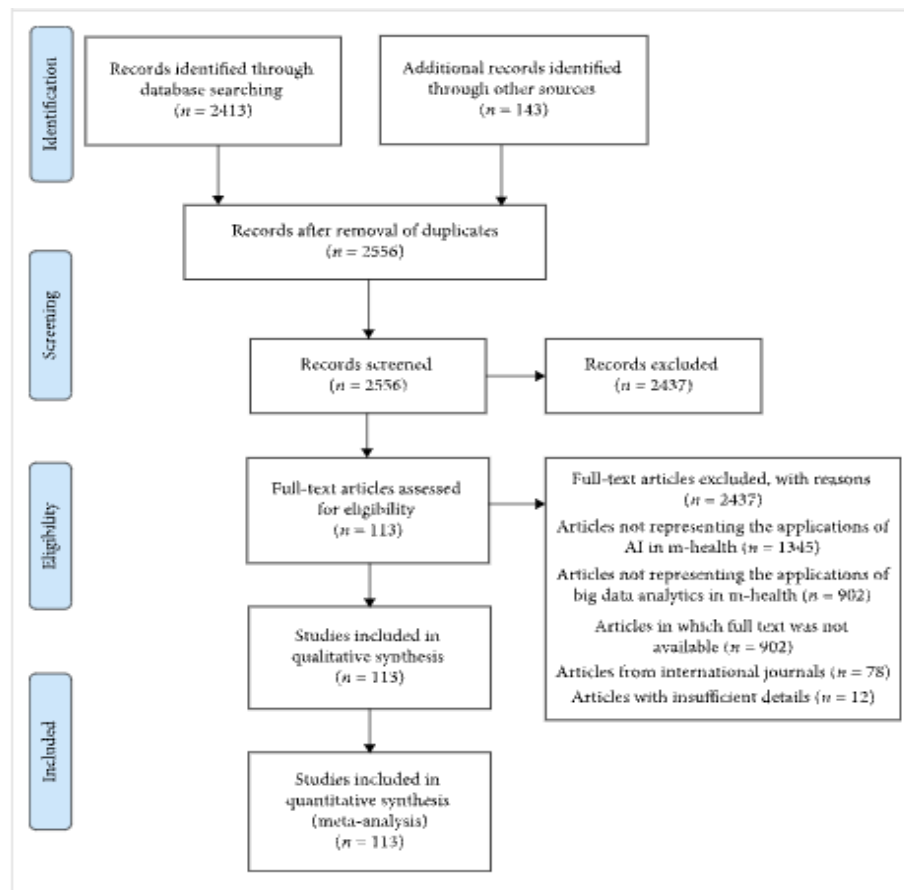 Identification
Records identified through
database searching
(n = 2413)
Additional records identified
through other sources
(n = 143)
Records after removal of duplicates
(n = 2556)
Screening
Records screened
(n = 2556)
Records excluded
(n = 2437)
Eligibility
Full-text articles assessed
for eligibility
(n = 113)
Full-text articles excluded, with reasons
(n = 2437)
Articles not representing the applications of
AI in m-health (n = 1345)
Articles not representing the applications of
big data analytics in m-health (n = 902)
Articles in which full text was not
available (n = 902)
Articles from international journals (n = 78)
Articles with insufficient details (n = 12)
Studies included in
qualitative synthesis
(n = 113)
Included
Studies included in
quantitative synthesis
(meta-analysis)
(n = 113)